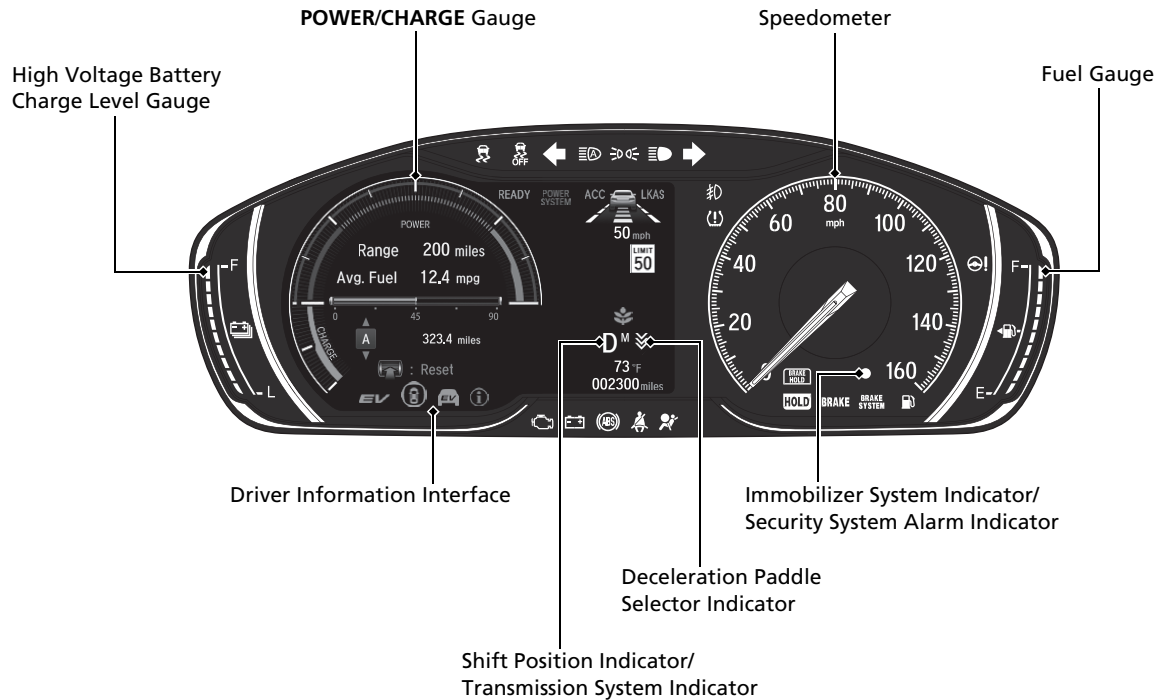 POWER/CHARGE Gauge
Speedometer
High Voltage Battery
Charge Level Gauge
Fuel Gauge
OFF
A
READY
POWER
SYSTEM
ACC
LKAS
50 mph
LIMIT
50
POWER
Range 200 miles
Avg. Fuel 12.4 mpg
0 45 90
CHARGE
A
323.4 miles
: Reset
EV
EV
F
L
D M
73 °F
002300 miles
ABS
0
20
40
60
80
mph
100
120
140
160
BRAKE
HOLD
HOLD
BRAKE
BRAKE
SYSTEM
F
E
Driver Information Interface
Immobilizer System Indicator/
Security System Alarm Indicator
Deceleration Paddle
Selector Indicator
Shift Position Indicator/
Transmission System Indicator